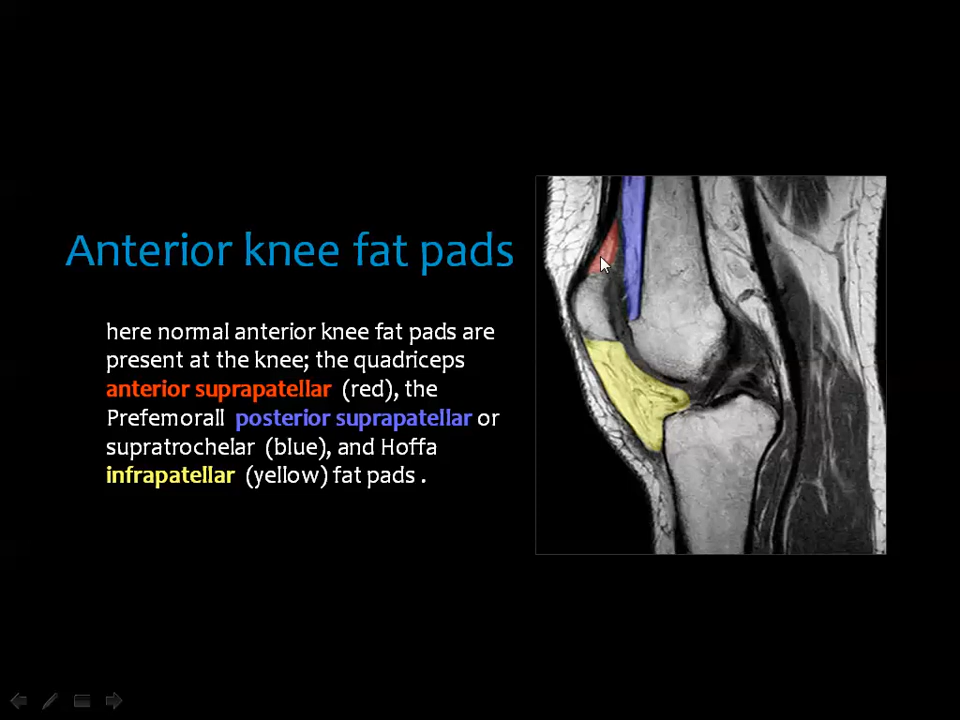 Anterior knee fat pads
here normal anterior knee fat pads are
present at the knee; the quadriceps
anterior suprapatellar (red), the
Prefemorall posterior suprapatellar or
supratrochelar (blue), and Hoffa
infrapatellar (yellow) fat pads .